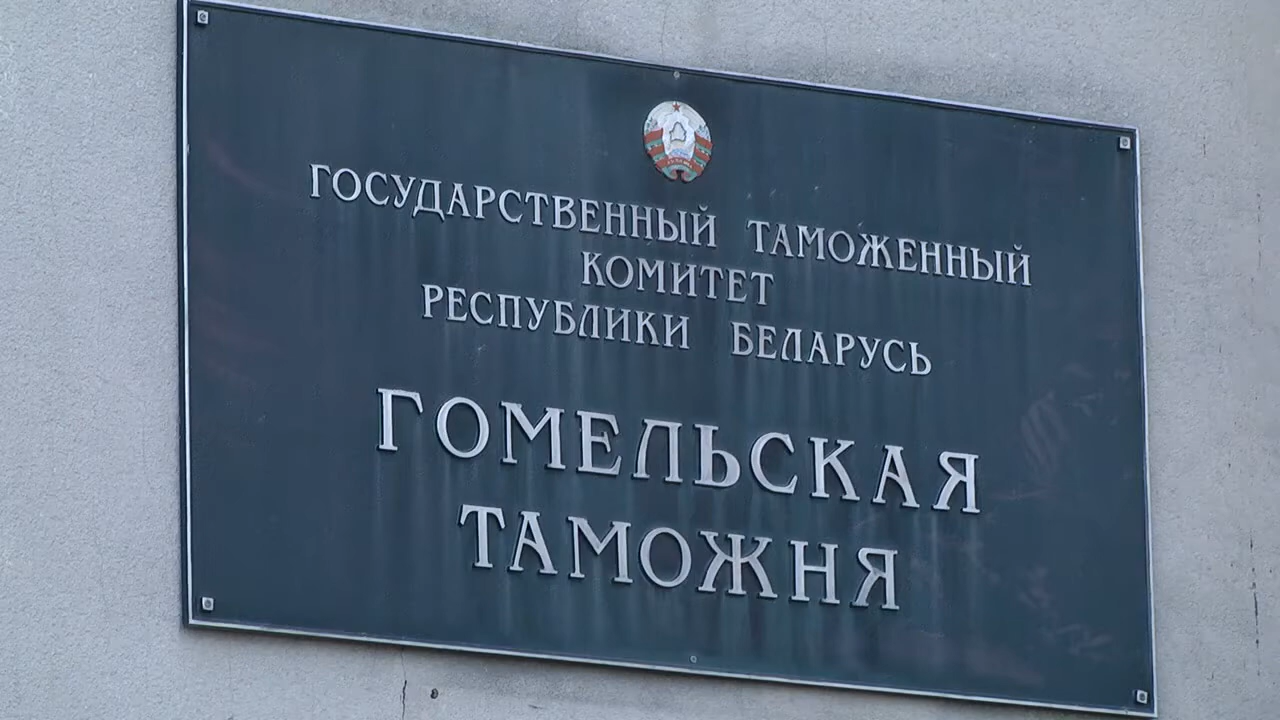 ГОСУДАРСТВЕННЫЙ ТАМОЖЕННЫЙ
КОМИТЕТ
РЕСПУБЛИКИ БЕЛАРУСЬ
ГОМЕЛЬСКАЯ
ТАМОЖНЯ